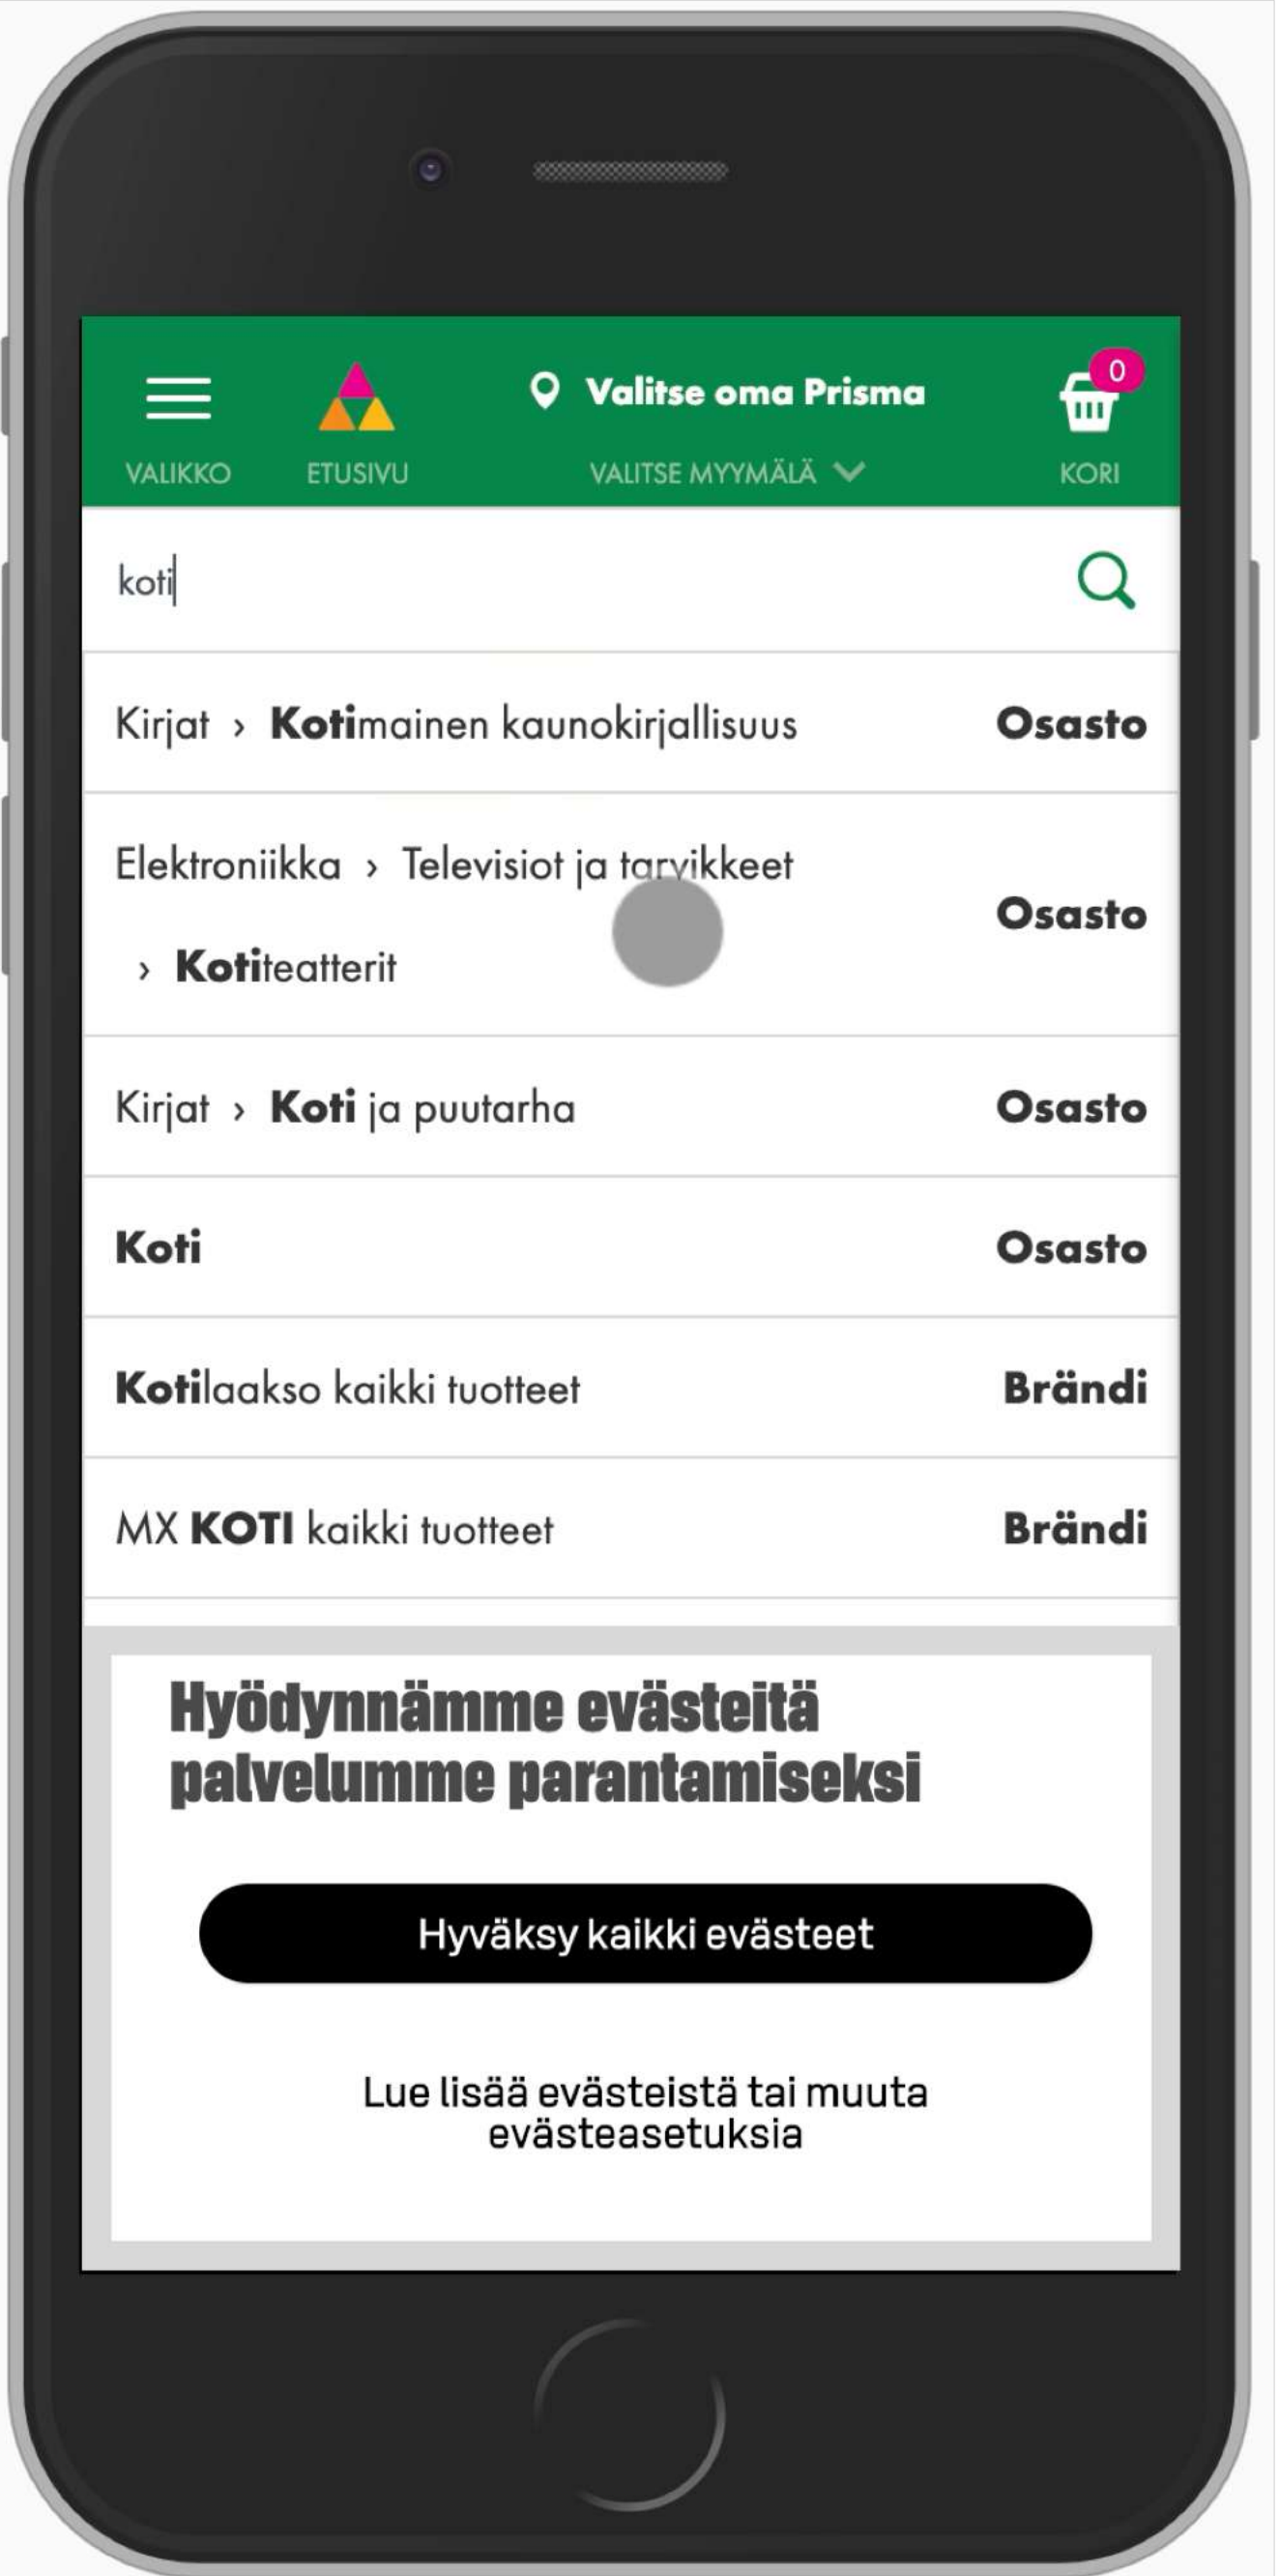 0
Valitse oma Prisma
VALIKKO ETUSIVU VALITSE MYYMÄLÄ KORI
koti
Kirjat › Kotimainen kaunokirjallisuus Osasto
Elektroniikka › Televisiot ja tarvikkeet
Osasto
› Kotiteatterit
Kirjat › Koti ja puutarha Osasto
Koti Osasto
Kotilaakso kaikki tuotteet Brändi
MX KOTI kaikki tuotteet Brändi
Hyödynnämme evästeitä
palvelumme parantamiseksi
Hyväksy kaikki evästeet
Lue lisää evästeistä tai muuta
evästeasetuksia